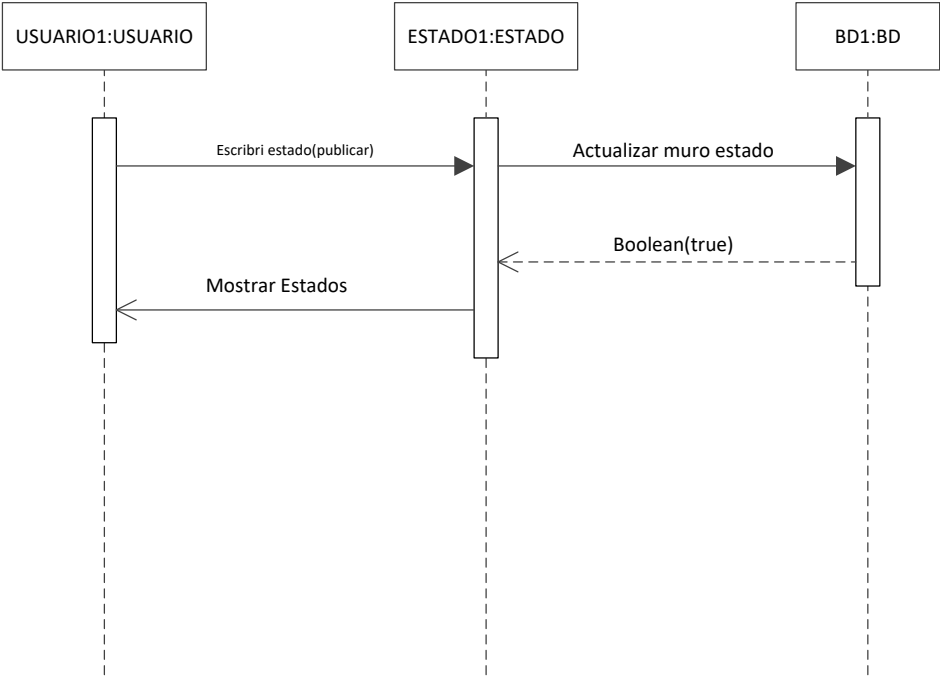 USUARIO1:USUARIO
ESTADO1:ESTADO
BD1:BD
Escribri estado(publicar)
Actualizar muro estado
Boolean(true)
Mostrar Estados